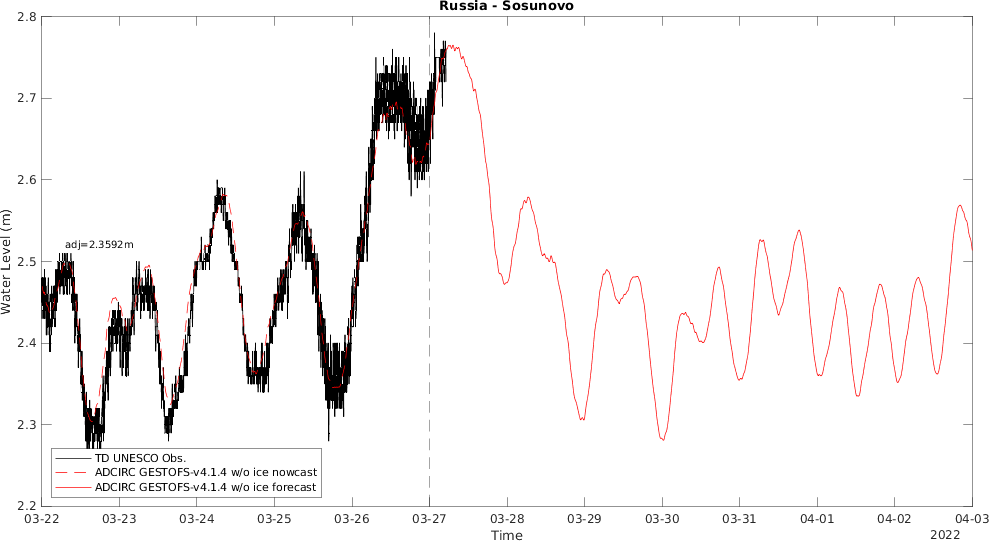 Russia - Sosunovo
2.8
2.7
2.6
2.5
2.4
2.3
2.2
Water Level (m)
adj=2.3592m
TD UNESCO Obs.
ADCIRC GESTOFS-v4.1.4 w/o ice nowcast
ADCIRC GESTOFS-v4.1.4 w/o ice forecast
03-22 03-23 03-24 03-25 03-26 03-27 03-28 03-29 03-30 03-31 04-01 04-02 04-03
Time
2022